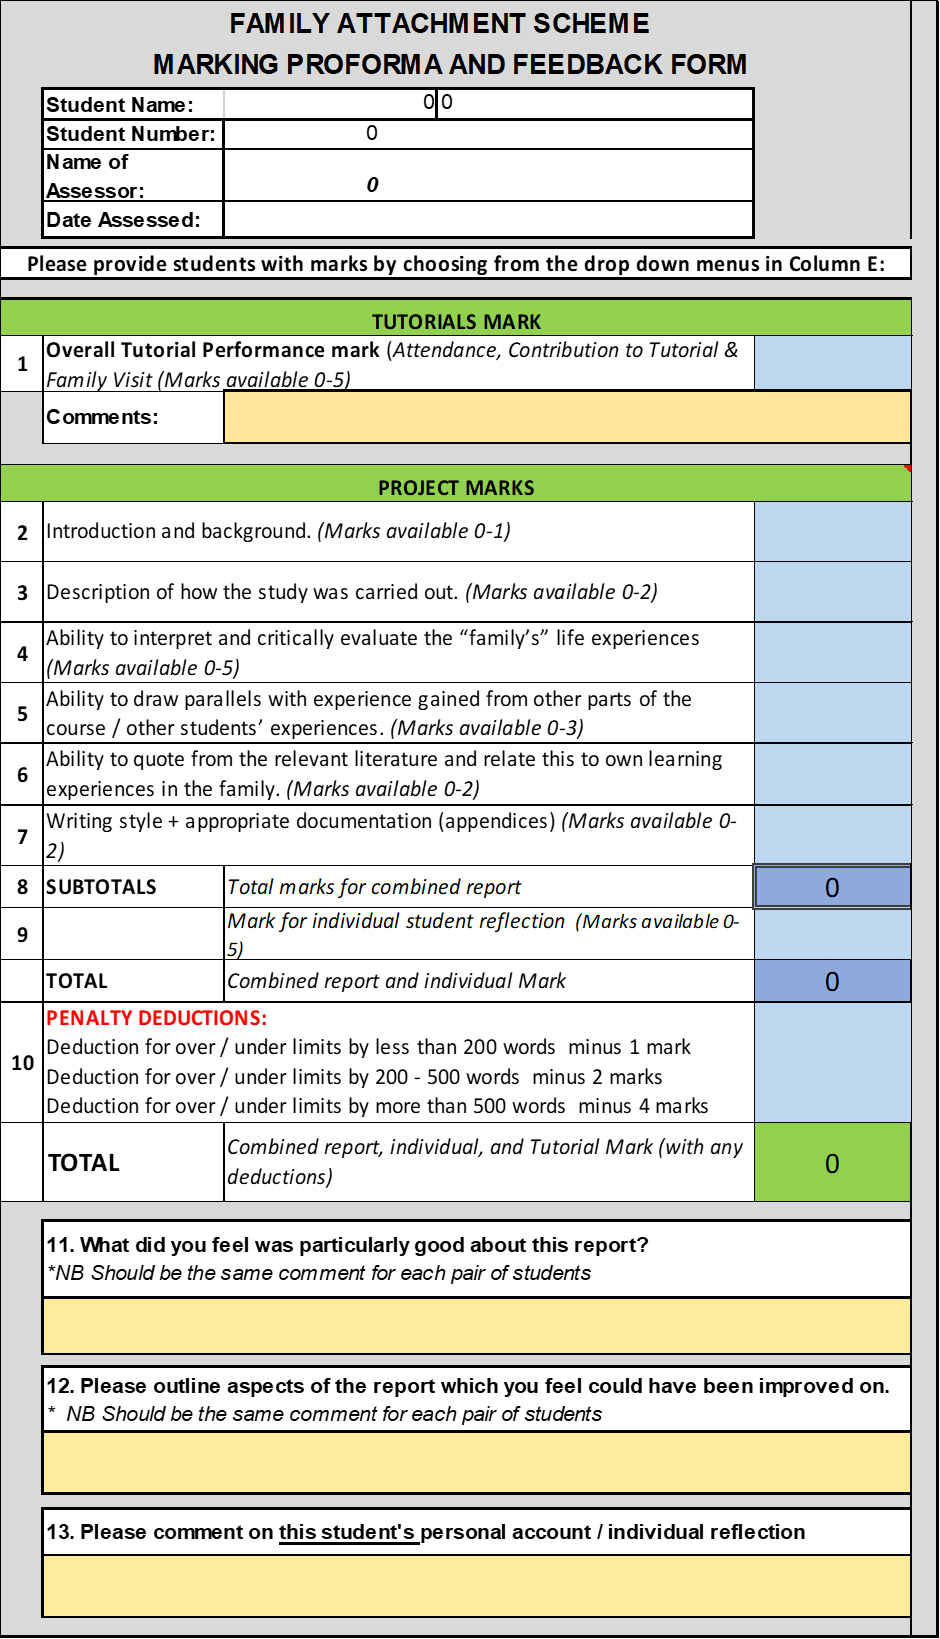 FAMILY ATTACHMENT SCHEME
MARKING PROFORMA AND FEEDBACK FORM
Student Name: 0 0
Student Number: 0
Name of
Assessor: 0
Date Assessed:
Please provide students with marks by choosing from the drop down menus in Column E:
TUTORIALS MARK
1 Overall Tutorial Performance mark (Attendance, Contribution to Tutorial &
Family Visit (Marks available 0-5)
Comments:
PROJECT MARKS
2 Introduction and background. (Marks available 0-1)
3 Description of how the study was carried out. (Marks available 0-2)
4 Ability to interpret and critically evaluate the “family’s” life experiences
(Marks available 0-5)
5 Ability to draw parallels with experience gained from other parts of the
course / other students’ experiences. (Marks available 0-3)
6 Ability to quote from the relevant literature and relate this to own learning
experiences in the family. (Marks available 0-2)
7 Writing style + appropriate documentation (appendices) (Marks available 0-
2)
8 SUBTOTALS Total marks for combined report 0
9 Mark for individual student reflection (Marks available 0-
5)
TOTAL Combined report and individual Mark 0
10 PENALTY DEDUCTIONS:
Deduction for over / under limits by less than 200 words minus 1 mark
Deduction for over / under limits by 200 - 500 words minus 2 marks
Deduction for over / under limits by more than 500 words minus 4 marks
TOTAL Combined report, individual, and Tutorial Mark (with any
deductions) 0
11. What did you feel was particularly good about this report?
*NB Should be the same comment for each pair of students
12. Please outline aspects of the report which you feel could have been improved on.
* NB Should be the same comment for each pair of students
13. Please comment on this student's personal account / individual reflection